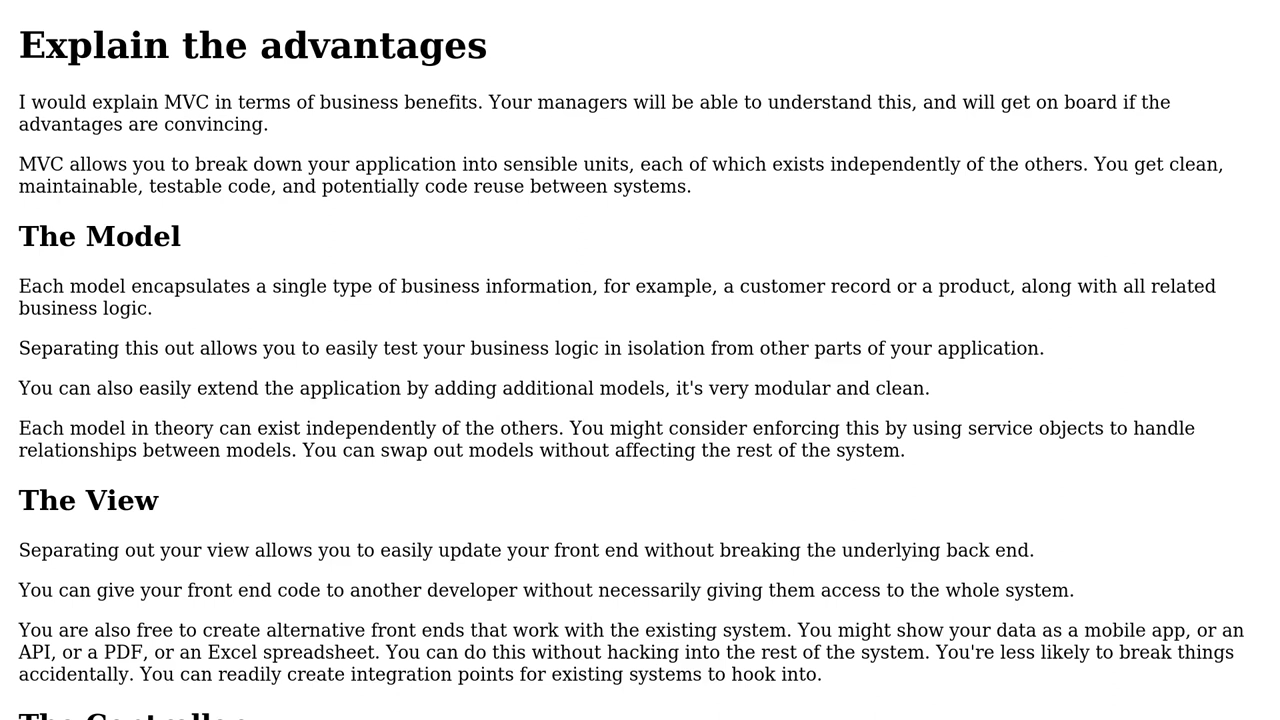 Explain the advantages
I would explain MVC in terms of business benefits. Your managers will be able to understand this, and will get on board if the
advantages are convincing.
MVC allows you to break down your application into sensible units, each of which exists independently of the others. You get clean,
maintainable, testable code, and potentially code reuse between systems.
The Model
Each model encapsulates a single type of business information, for example, a customer record or a product, along with all related
business logic.
Separating this out allows you to easily test your business logic in isolation from other parts of your application.
You can also easily extend the application by adding additional models, it's very modular and clean.
Each model in theory can exist independently of the others. You might consider enforcing this by using service objects to handle
relationships between models. You can swap out models without affecting the rest of the system.
The View
Separating out your view allows you to easily update your front end without breaking the underlying back end.
You can give your front end code to another developer without necessarily giving them access to the whole system.
You are also free to create alternative front ends that work with the existing system. You might show your data as a mobile app, or an
API, or a PDF, or an Excel spreadsheet. You can do this without hacking into the rest of the system. You're less likely to break things
accidentally. You can readily create integration points for existing systems to hook into.
The Controller